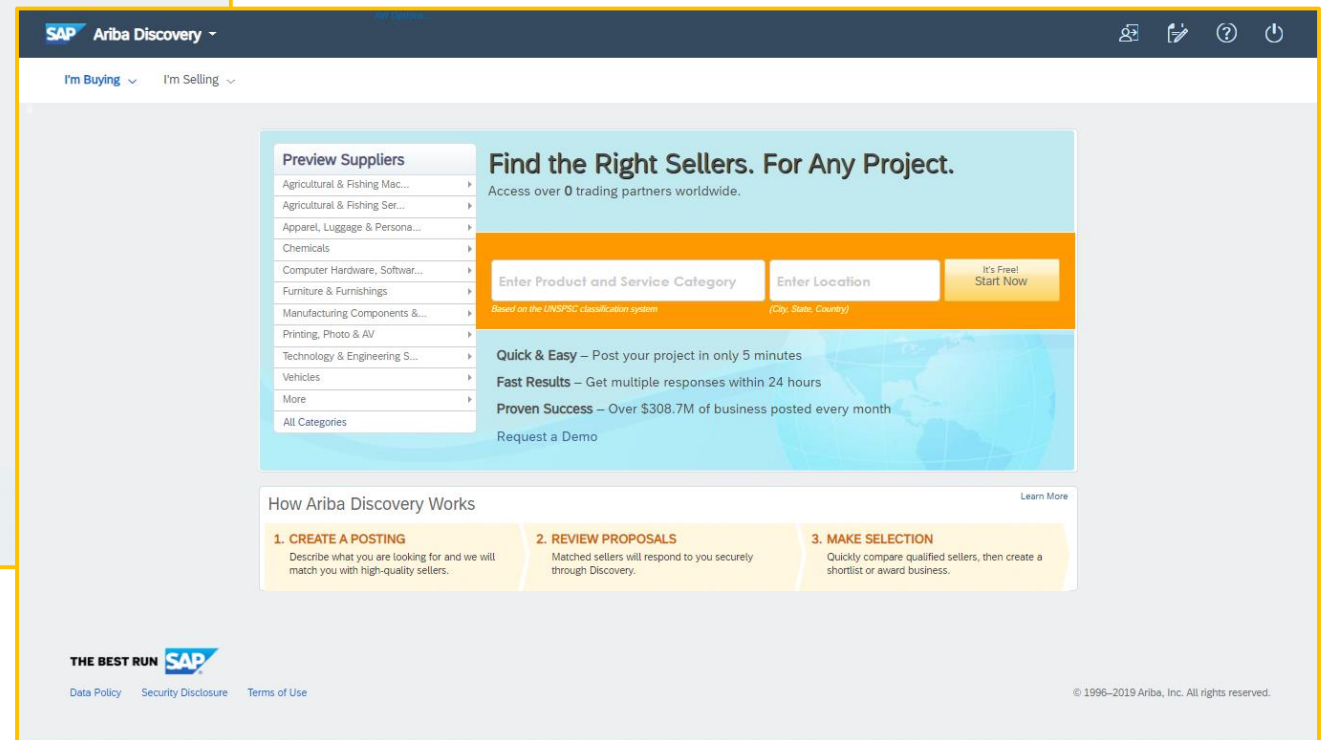 SAP Ariba Discovery
I'm Buying I'm Selling
Preview Suppliers
Agricultural & Fishing Mac...
Agricultural & Fishing Ser...
Apparel, Luggage & Persona...
Chemicals
Computer Hardware, Softwar...
Furniture & Furnishings
Manufacturing Components &...
Printing, Photo & AV
Technology & Engineering S...
Vehicles
More
All Categories
Find the Right Sellers. For Any Project.
Access over 0 trading partners worldwide.
Enter Product and Service Category
Based on the UNSPSC classification system
Enter Location
(City, State, Country)
It's Free!
Start Now
Quick & Easy – Post your project in only 5 minutes
Fast Results – Get multiple responses within 24 hours
Proven Success – Over $308.7M of business posted every month
Request a Demo
How Ariba Discovery Works
Learn More
1. CREATE A POSTING
Describe what you are looking for and we will
match you with high-quality sellers.
2. REVIEW PROPOSALS
Matched sellers will respond to you securely
through Discovery.
3. MAKE SELECTION
Quickly compare qualified sellers, then create a
shortlist or award business.
THE BEST RUN SAP
Data Policy Security Disclosure Terms of Use
© 1996–2019 Ariba, Inc. All rights reserved.